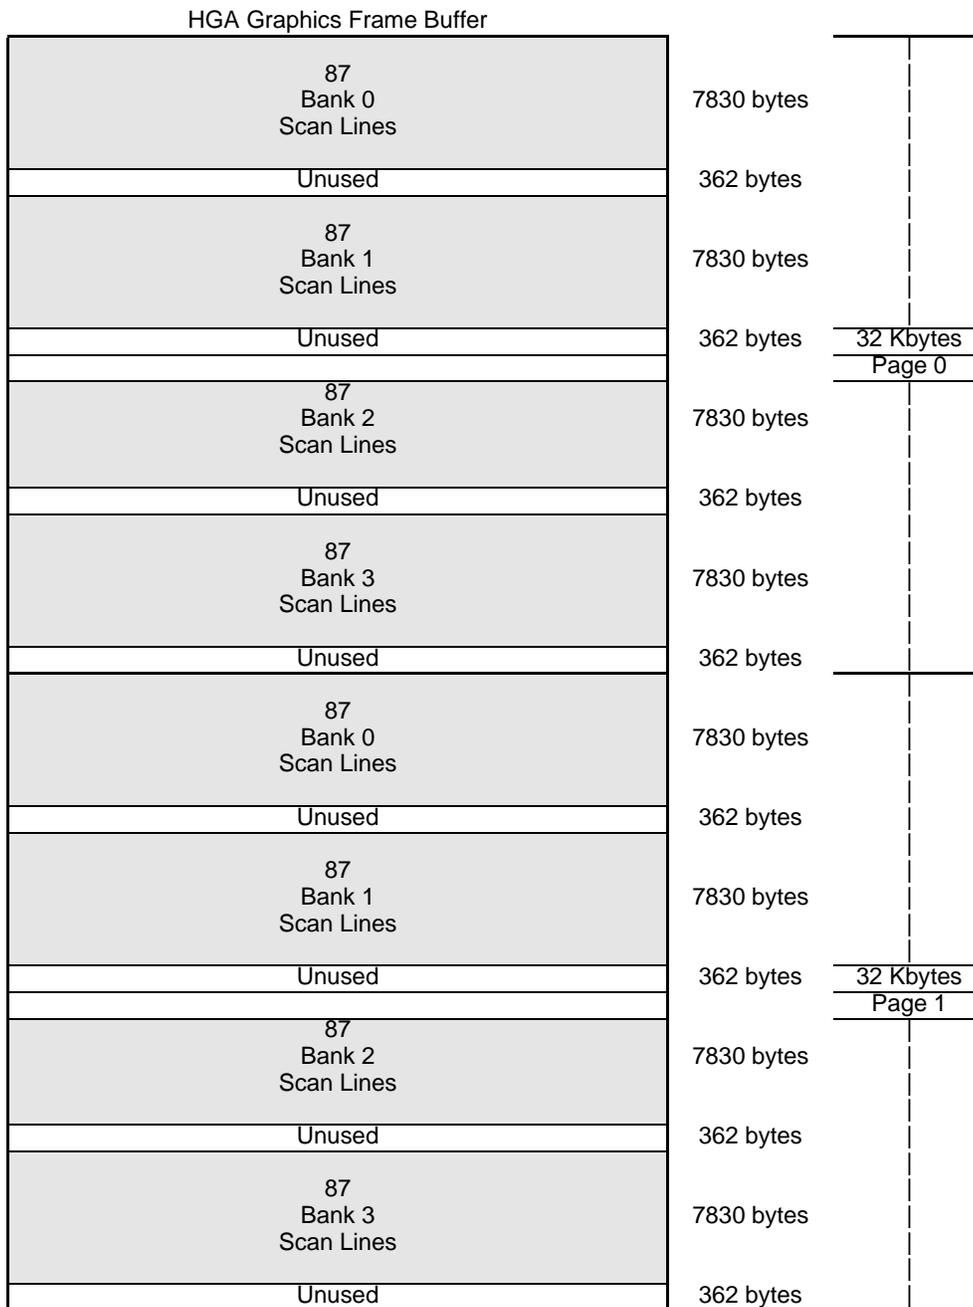 HGA Graphics Frame Buffer
87
Bank 0 7830 bytes
Scan Lines
Unused 362 bytes
87
Bank 1 7830 bytes
Scan Lines
Unused 362 bytes 32 Kbytes
Page 0
87
Bank 2 7830 bytes
Scan Lines
Unused 362 bytes
87
Bank 3 7830 bytes
Scan Lines
Unused 362 bytes
87
Bank 0 7830 bytes
Scan Lines
Unused 362 bytes
87
Bank 1 7830 bytes
Scan Lines
Unused 362 bytes 32 Kbytes
Page 1
87
Bank 2 7830 bytes
Scan Lines
Unused 362 bytes
87
Bank 3 7830 bytes
Scan Lines
Unused 362 bytes